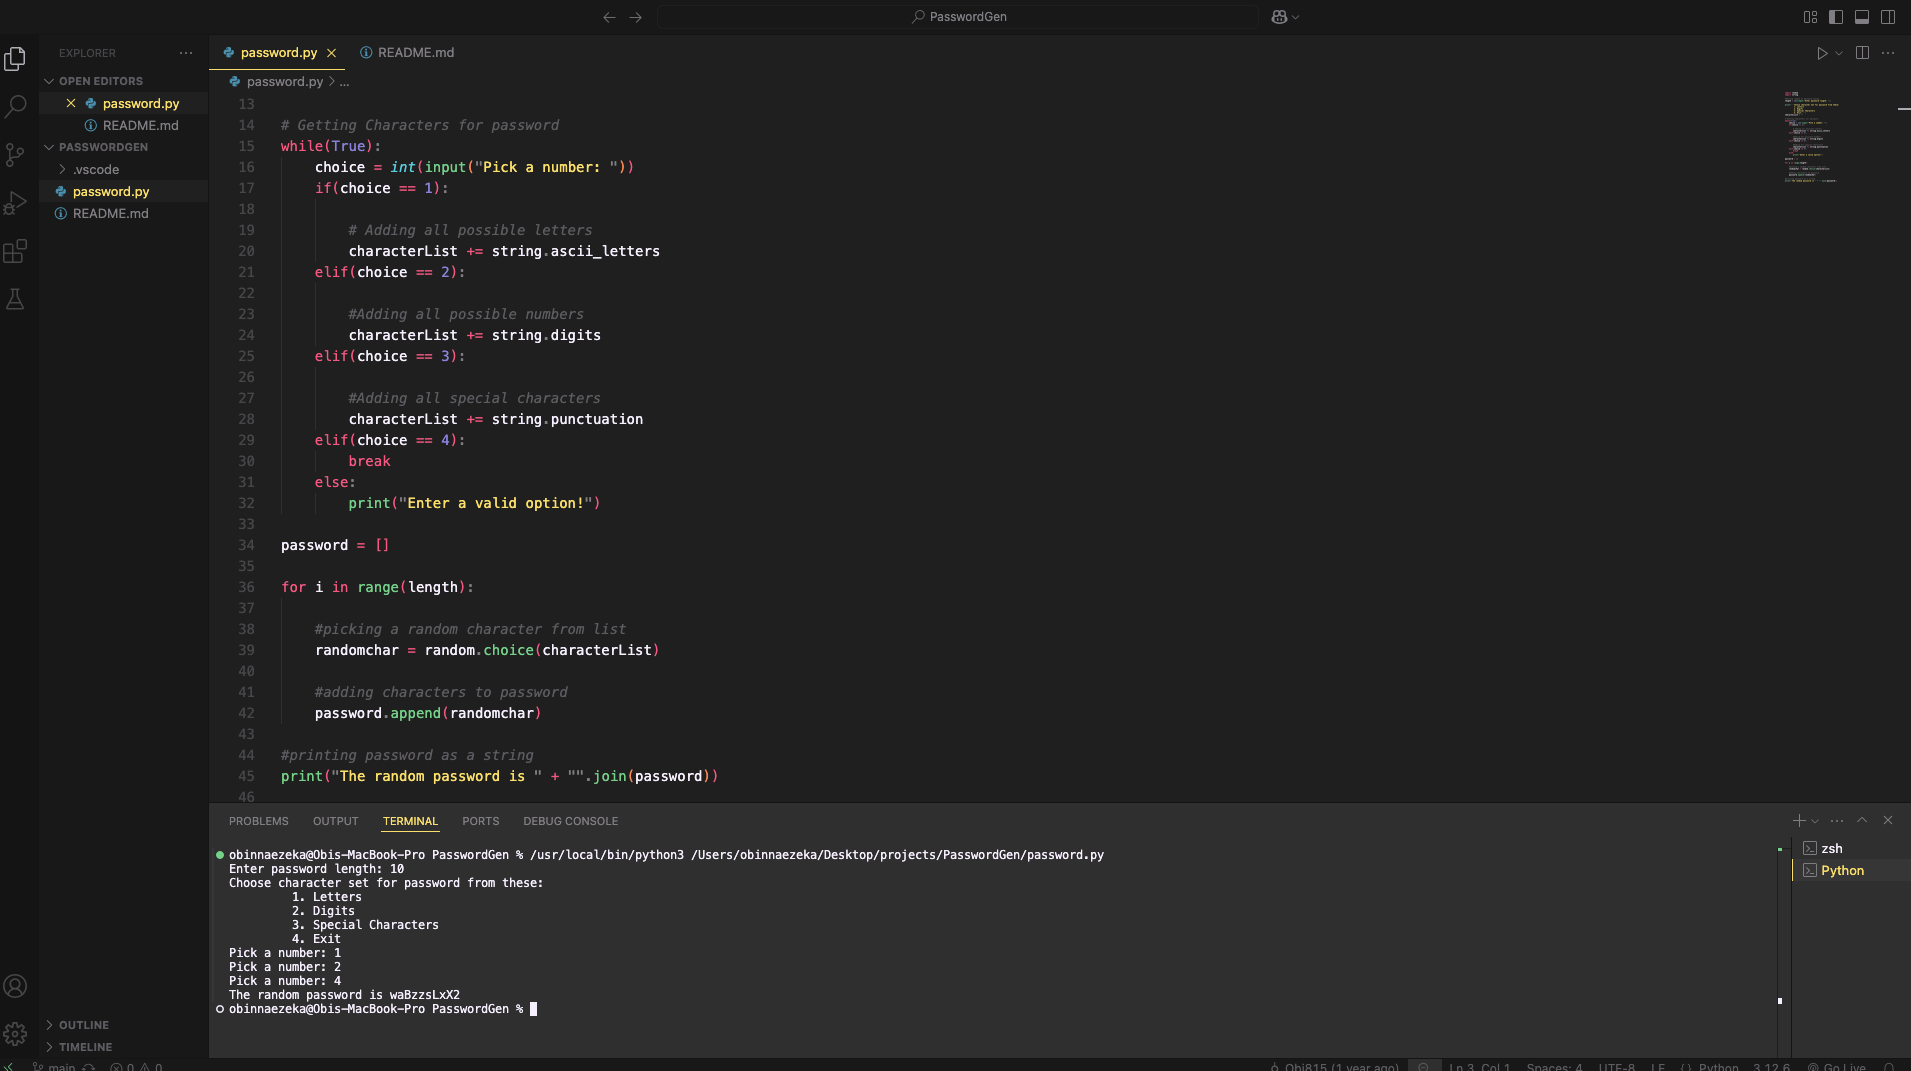 PasswordGen
EXPLORER
OPEN EDITORS
password.py
README.md
PASSWORDGEN
.vscode
password.py
README.md
OUTLINE
TIMELINE
password.py
README.md
password.py > ...
13
14 # Getting Characters for password
15 while(True):
16 choice = int(input("Pick a number: "))
17 if(choice == 1):
18
19 # Adding all possible letters
20 characterList += string.ascii_letters
21 elif(choice == 2):
22
23 #Adding all possible numbers
24 characterList += string.digits
25 elif(choice == 3):
26
27 #Adding all special characters
28 characterList += string.punctuation
29 elif(choice == 4):
30 break
31 else:
32 print("Enter a valid option!")
33
34 password = []
35
36 for i in range(length):
37
38 #picking a random character from list
39 randomchar = random.choice(characterList)
40
41 #adding characters to password
42 password.append(randomchar)
43
44 #printing password as a string
45 print("The random password is " + "".join(password))
46
PROBLEMS OUTPUT TERMINAL PORTS DEBUG CONSOLE
obinnaezeka@Obis-MacBook-Pro PasswordGen % /usr/local/bin/python3 /Users/obinnaezeka/Desktop/projects/PasswordGen/password.py
Enter password length: 10
Choose character set for password from these:
1. Letters
2. Digits
3. Special Characters
4. Exit
Pick a number: 1
Pick a number: 2
Pick a number: 4
The random password is waBzzsLxX2
obinnaezeka@Obis-MacBook-Pro PasswordGen %
zsh
Python
main 0 0 Obi815 (1 year ago) Ln 3, Col 1 Spaces: 4 UTF-8 LF {} Python 3.12.6 Go Live